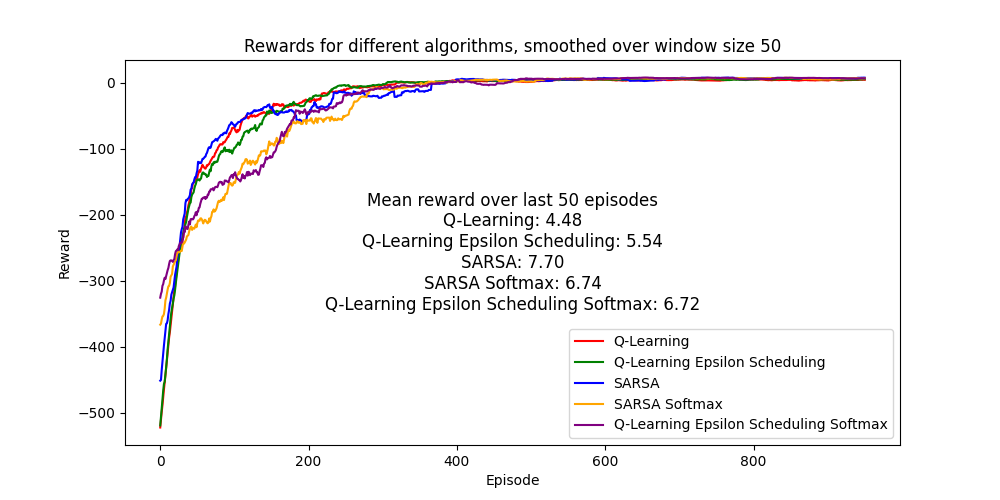 Rewards for different algorithms, smoothed over window size 50
0
−100
−200
−300
−400
−500
Reward
Mean reward over last 50 episodes
Q-Learning: 4.48
Q-Learning Epsilon Scheduling: 5.54
SARSA: 7.70
SARSA Softmax: 6.74
Q-Learning Epsilon Scheduling Softmax: 6.72
Q-Learning
Q-Learning Epsilon Scheduling
SARSA
SARSA Softmax
Q-Learning Epsilon Scheduling Softmax
0 200 400 600 800
Episode